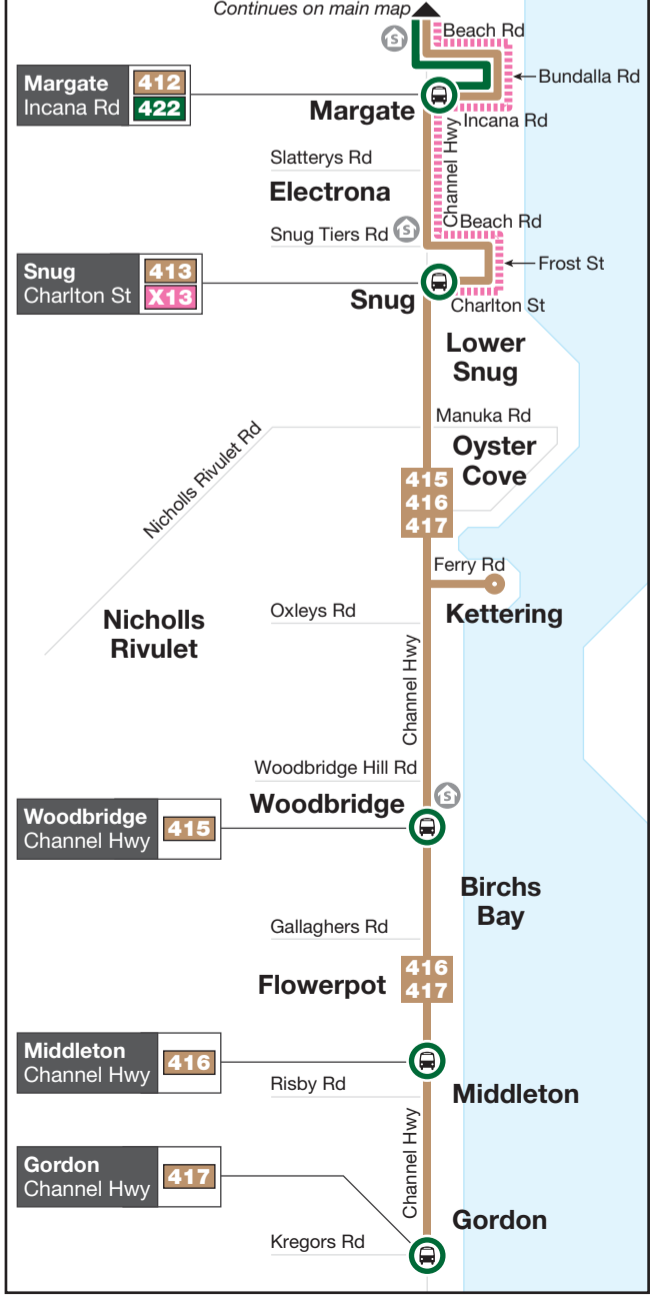 Continues on main map
Beach Rd
S
Bundalla Rd
Margate 412
Incana Rd 422
Margate
Incana Rd
Channel Hwy
Slatterys Rd
Electrona
Beach Rd
Snug Tiers Rd
S
Frost St
Snug 413
Charlton St X13
Snug
Charlton St
Lower
Snug
Manuka Rd
Nicholls Rivulet Rd
Oyster
Cove
415
416
417
Ferry Rd
Kettering
Oxleys Rd
Nicholls
Rivulet
Channel Hwy
Woodbridge Hill Rd
S
Woodbridge
Woodbridge
Channel Hwy
415
Birchs
Bay
Gallaghers Rd
416
417
Flowerpot
Middleton
Channel Hwy
416
Risby Rd
Middleton
Channel Hwy
Gordon
Channel Hwy
417
Gordon
Kregors Rd